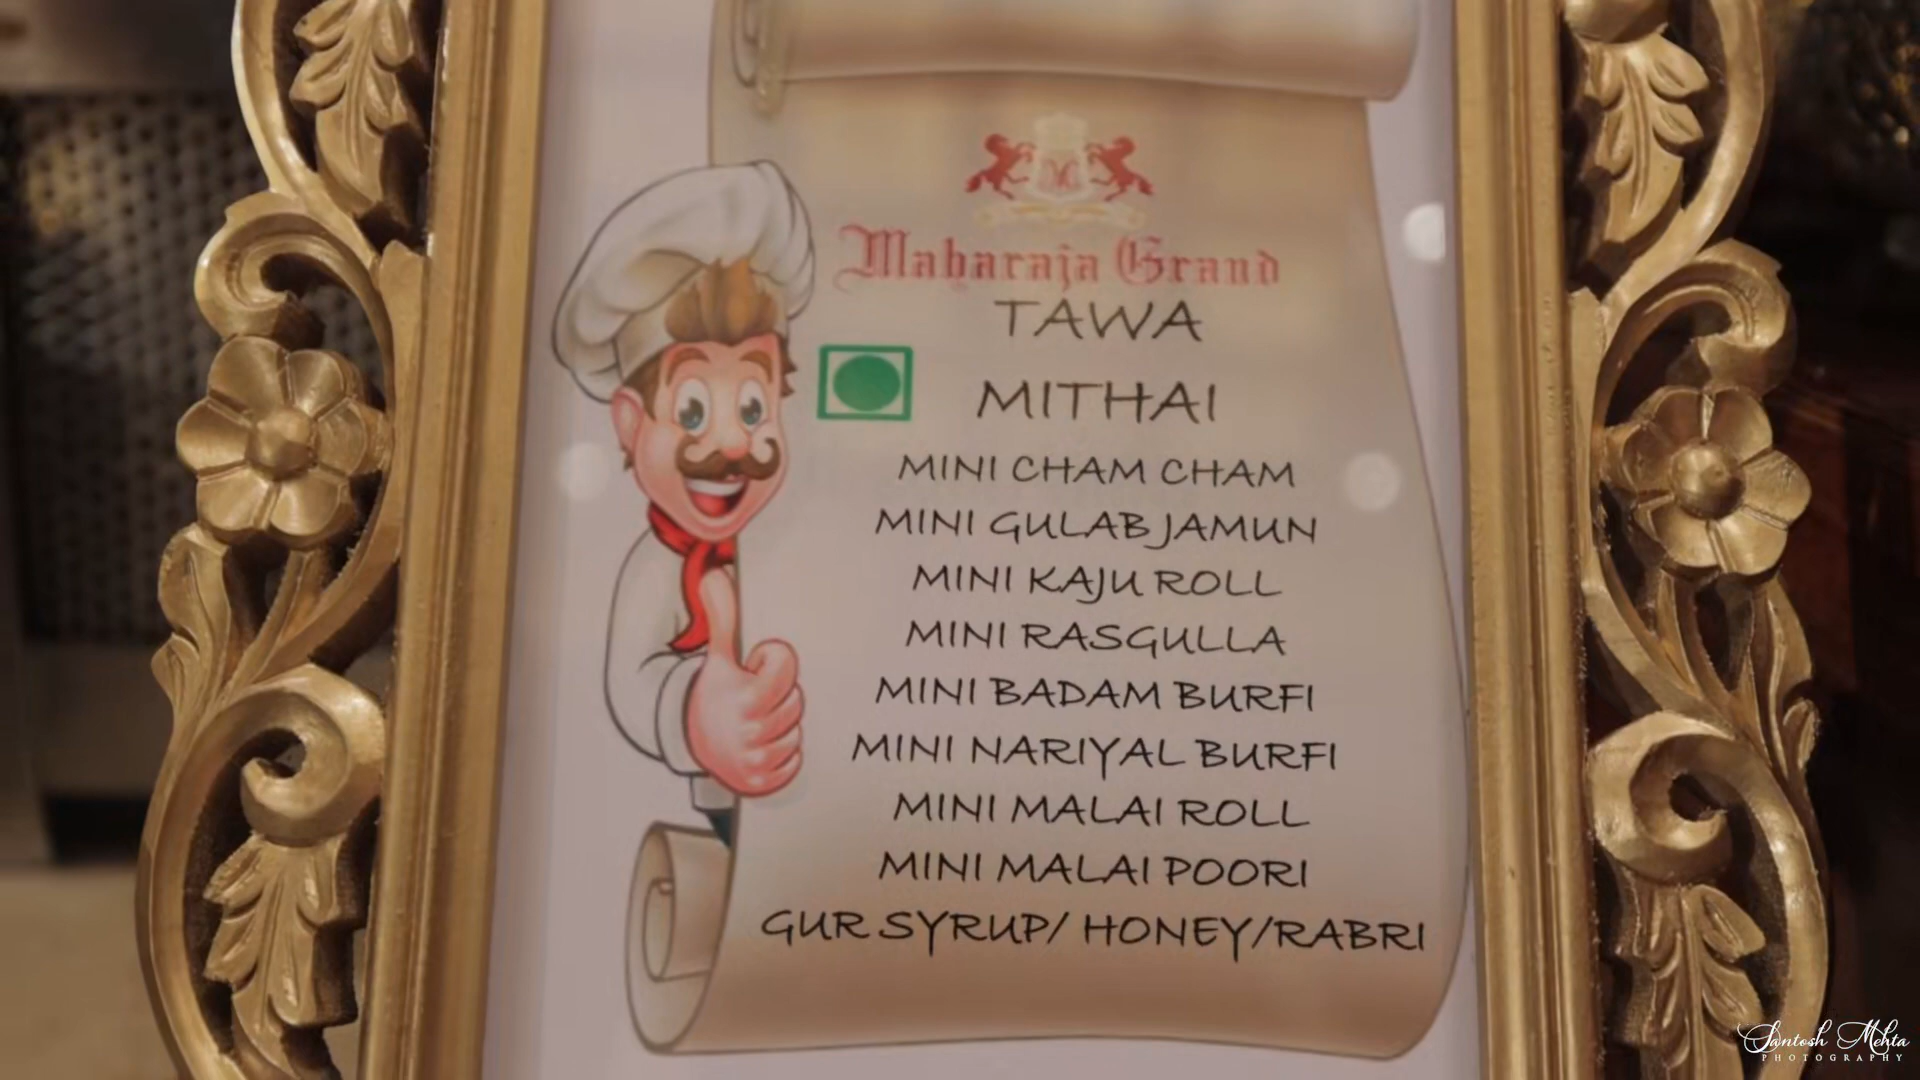 Maharaja Grand
TAWA
MITHAI
MINI CHAM CHAM
MINI GULAB JAMUN
MINI KAJU ROLL
MINI RASGULLA
MINI BADAM BURFI
MINI NARIYAL BURFI
MINI MALAI ROLL
MINI MALAI POORI
GUR SYRUP/ HONEY/RABRI
Santosh Mehta
PHOTOGRAPHY